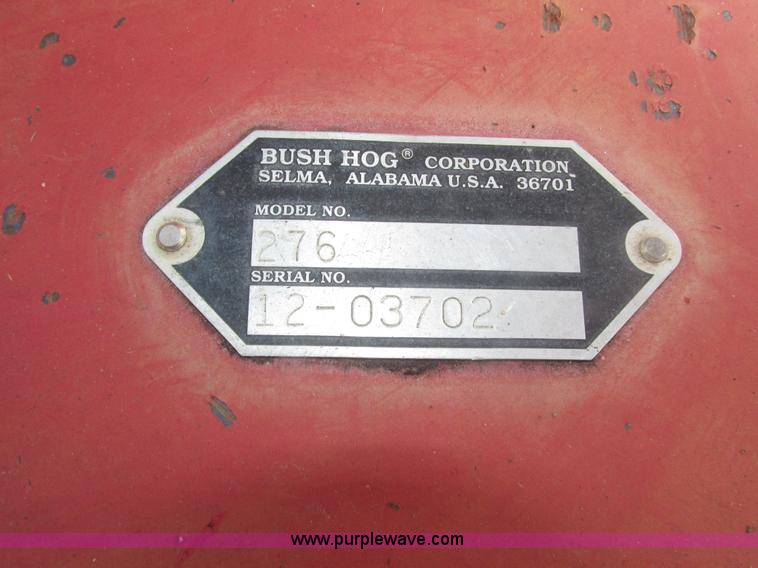 BUSH HOG® CORPORATION
SELMA, ALABAMA U.S.A. 36701
MODEL NO.
276
SERIAL NO.
12-03702
www.purplewave.com